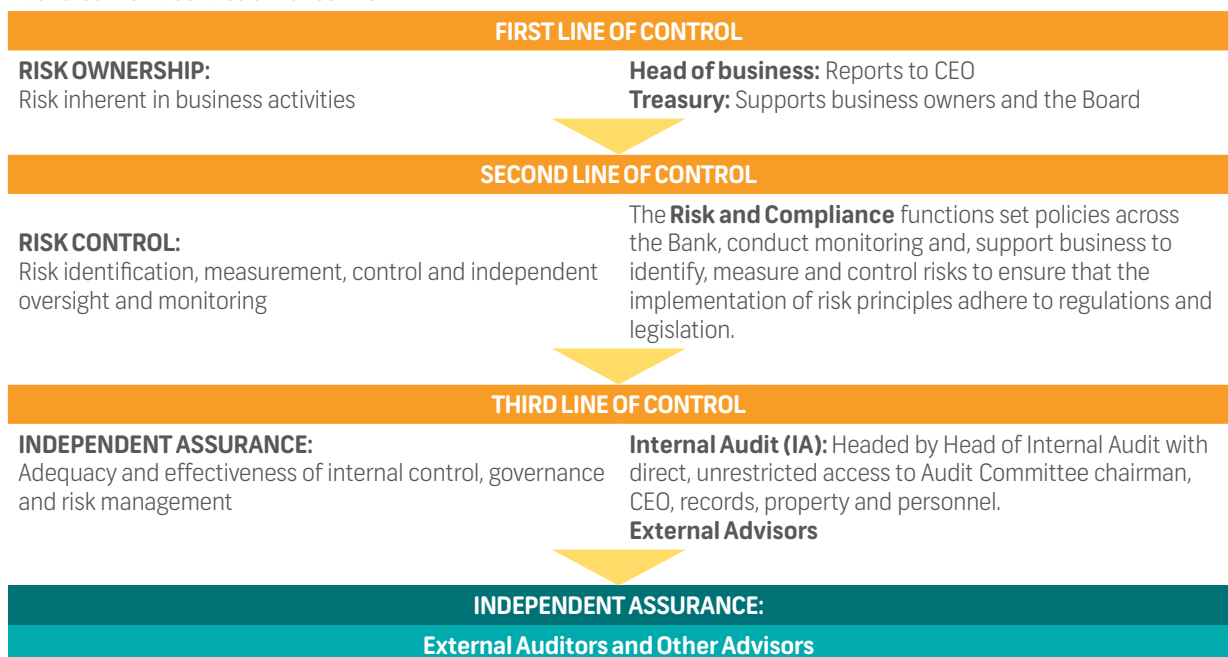 FIRST LINE OF CONTROL
RISK OWNERSHIP:
Risk inherent in business activities
Head of business: Reports to CEO
Treasury: Supports business owners and the Board
SECOND LINE OF CONTROL
RISK CONTROL:
Risk identification, measurement, control and independent
oversight and monitoring
The Risk and Compliance functions set policies across
the Bank, conduct monitoring and, support business to
identify, measure and control risks to ensure that the
implementation of risk principles adhere to regulations and
legislation.
THIRD LINE OF CONTROL
INDEPENDENT ASSURANCE:
Adequacy and effectiveness of internal control, governance
and risk management
Internal Audit (IA): Headed by Head of Internal Audit with
direct, unrestricted access to Audit Committee chairman,
CEO, records, property and personnel.
External Advisors
INDEPENDENT ASSURANCE:
External Auditors and Other Advisors